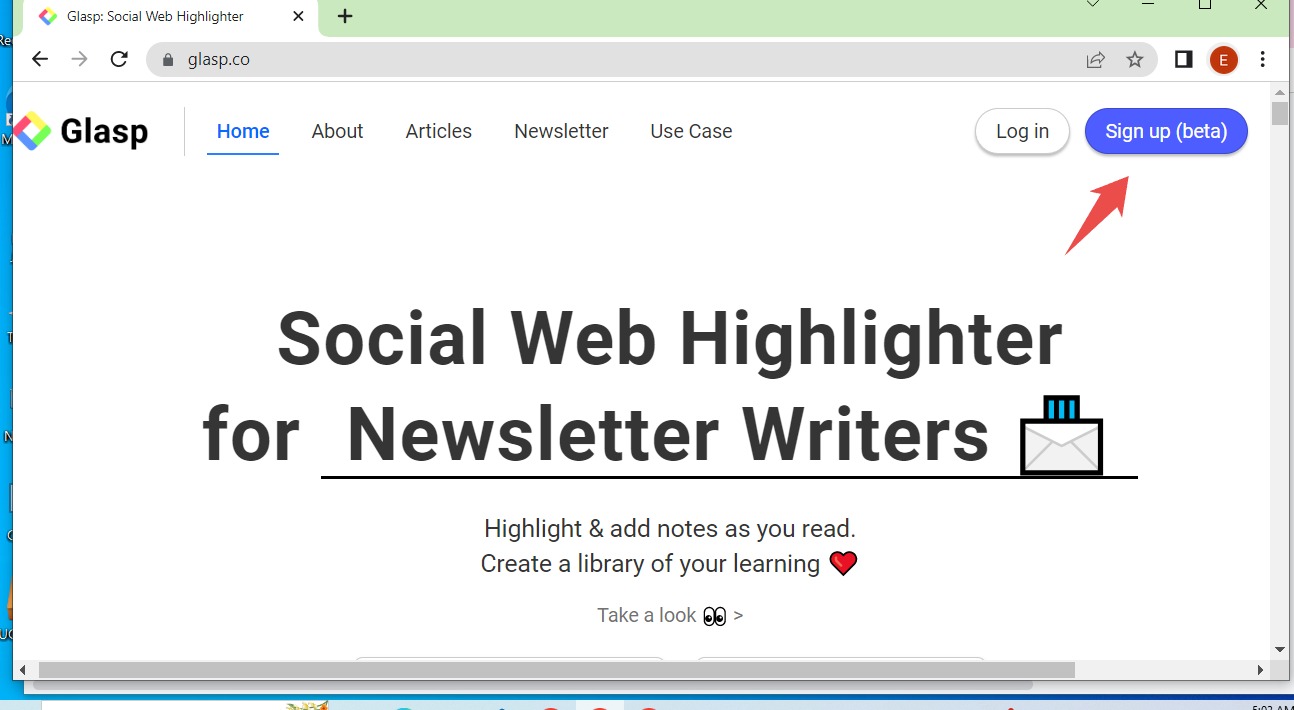 Glasp: Social Web Highlighter
glasp.co
E
Glasp
Home
About
Articles
Newsletter
Use Case
Log in
Sign up (beta)
Social Web Highlighter
for Newsletter Writers
Highlight & add notes as you read.
Create a library of your learning
Take a look >